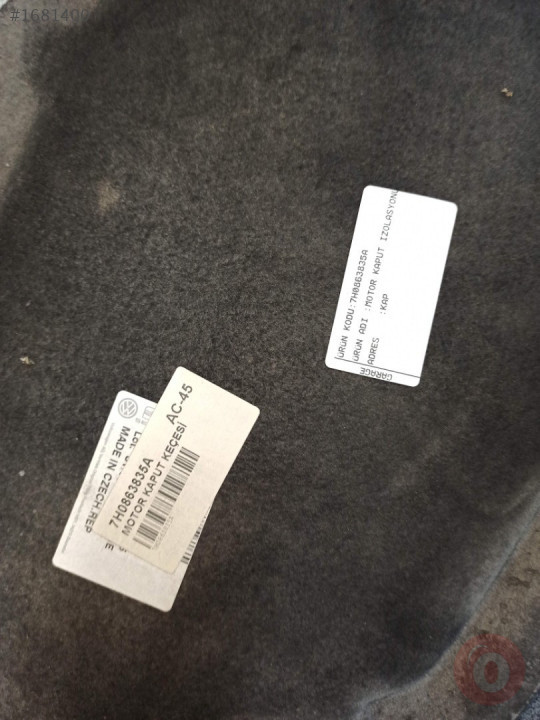 #1681490
ÜRÜN KODU:7H0863835A
ÜRÜN ADI :MOTOR KAPUT IZOLASYONU
ADRES :KAP
GARAGE
AC-45
7H0863835A
MOTOR KAPUT KEÇESİ
MADE IN CZECH REP